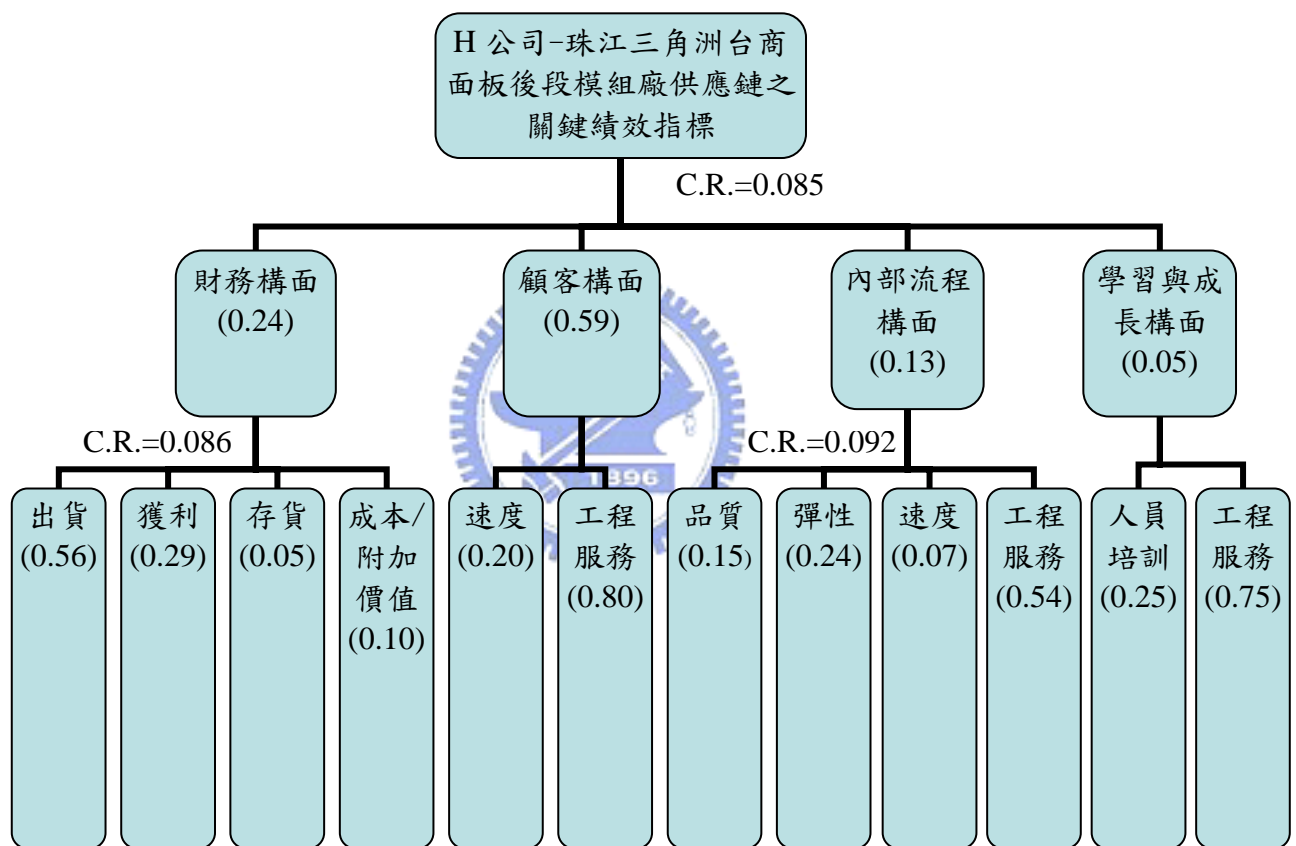 H 公司-珠江三角洲台商
面板後段模組廠供應鏈之
關鍵績效指標
C.R.=0.085
財務構面
(0.24)
顧客構面
(0.59)
內部流程
構面
(0.13)
學習與成
長構面
(0.05)
C.R.=0.086
C.R.=0.092
1896
出貨
(0.56)
獲利
(0.29)
存貨
(0.05)
成本/
附加
價值
(0.10)
速度
(0.20)
工程
服務
(0.80)
品質
(0.15)
彈性
(0.24)
速度
(0.07)
工程
服務
(0.54)
人員
培訓
(0.25)
工程
服務
(0.75)